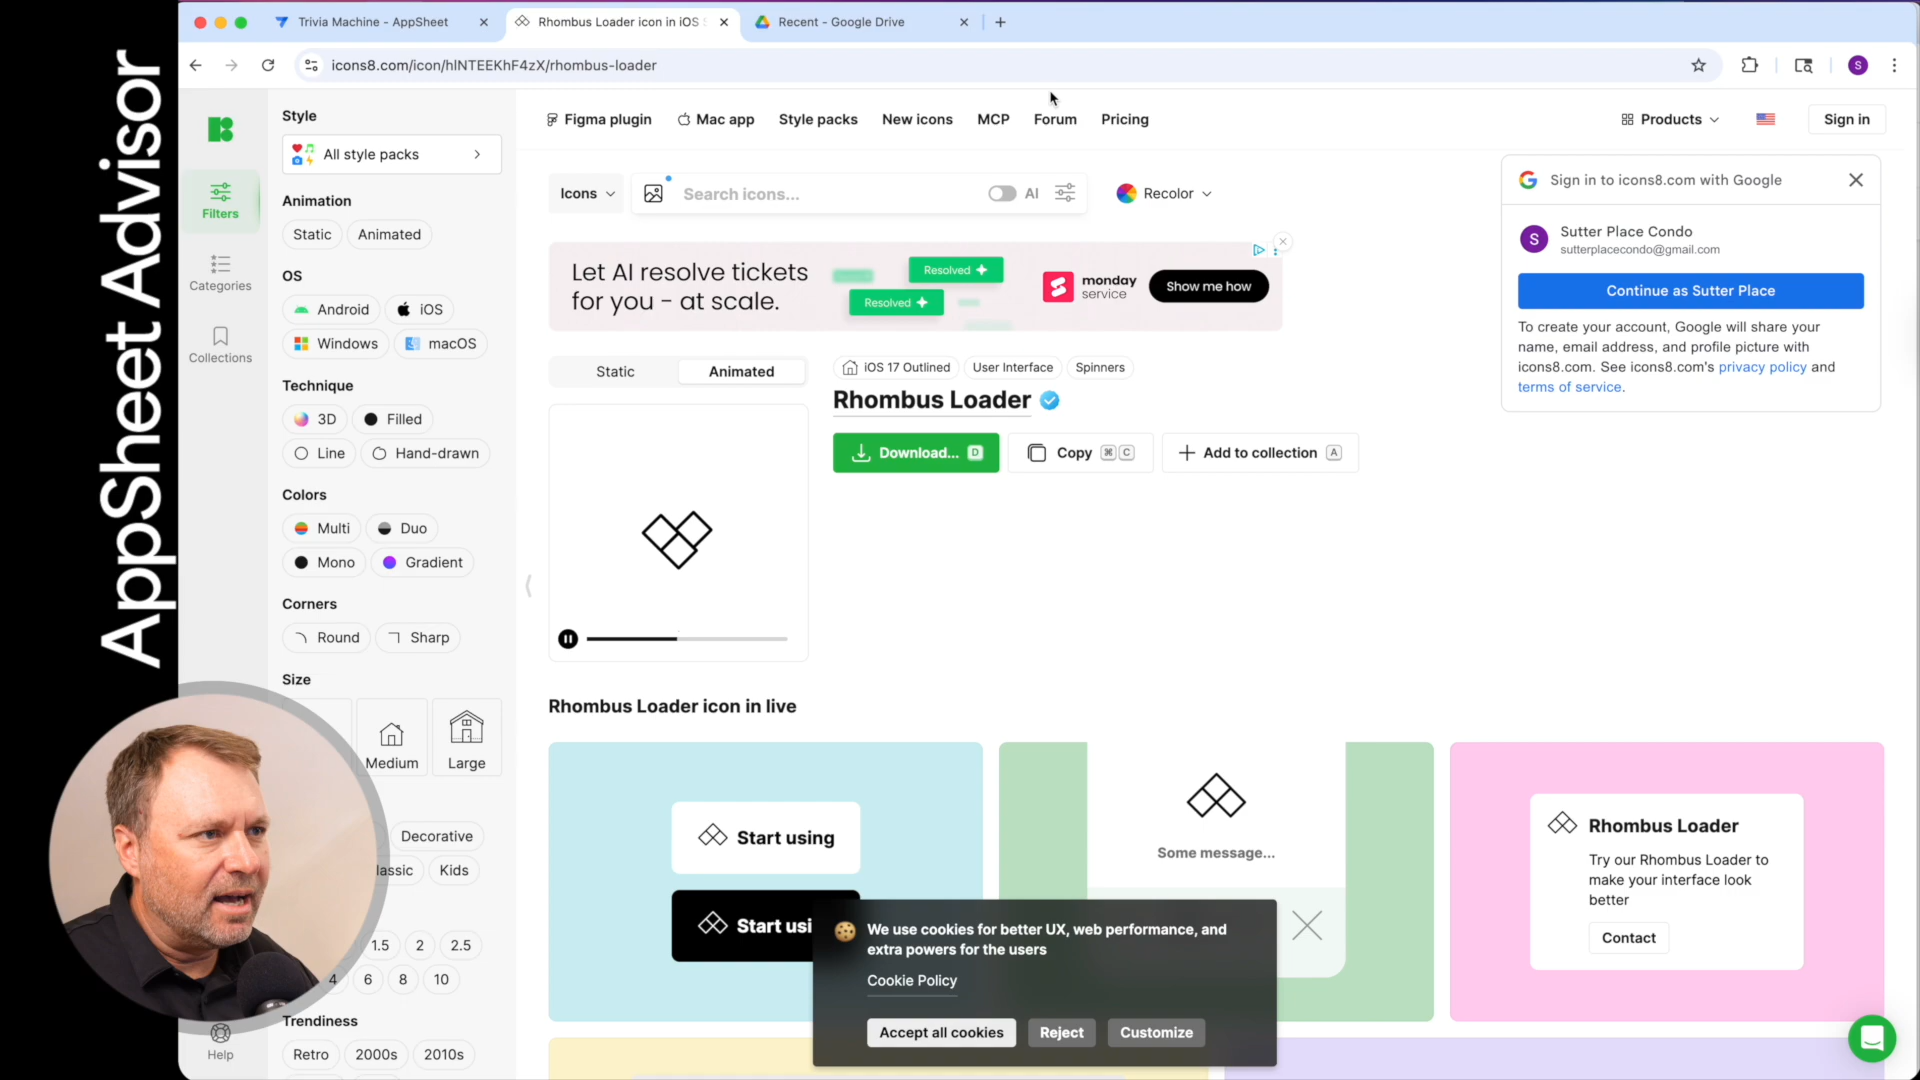 AppSheet Advisor
Trivia Machine - AppSheet
Rhombus Loader icon in iOS
Recent - Google Drive
icons8.com/icon/hlNTEEKhF4zX/rhombus-loader
S
Figma plugin
Mac app
Style packs
New icons
MCP
Forum
Pricing
Products
Sign in
Filters
Categories
Collections
Help
Style
All style packs
Animation
Static
Animated
OS
Android
iOS
Windows
macOS
Technique
3D
Filled
Line
Hand-drawn
Colors
Multi
Duo
Mono
Gradient
Corners
Round
Sharp
Size
Medium
Large
Decorative
Kids
1.5
2
2.5
4
6
8
10
Trendiness
Retro
2000s
2010s
Icons
Search icons...
AI
Recolor
Let AI resolve tickets
for you – at scale.
Resolved
Resolved
monday
service
Show me how
Static
Animated
iOS 17 Outlined
User Interface
Spinners
Rhombus Loader
Download... D
Copy ⌘ C
Add to collection A
Sign in to icons8.com with Google
S
Sutter Place Condo
sutterplacecondo@gmail.com
Continue as Sutter Place
To create your account, Google will share your
name, email address, and profile picture with
icons8.com. See icons8.com's privacy policy and
terms of service.
Rhombus Loader icon in live
Start using
Start usi
Some message...
Rhombus Loader
Try our Rhombus Loader to
make your interface look
better
Contact
We use cookies for better UX, web performance, and
extra powers for the users
Cookie Policy
Accept all cookies
Reject
Customize